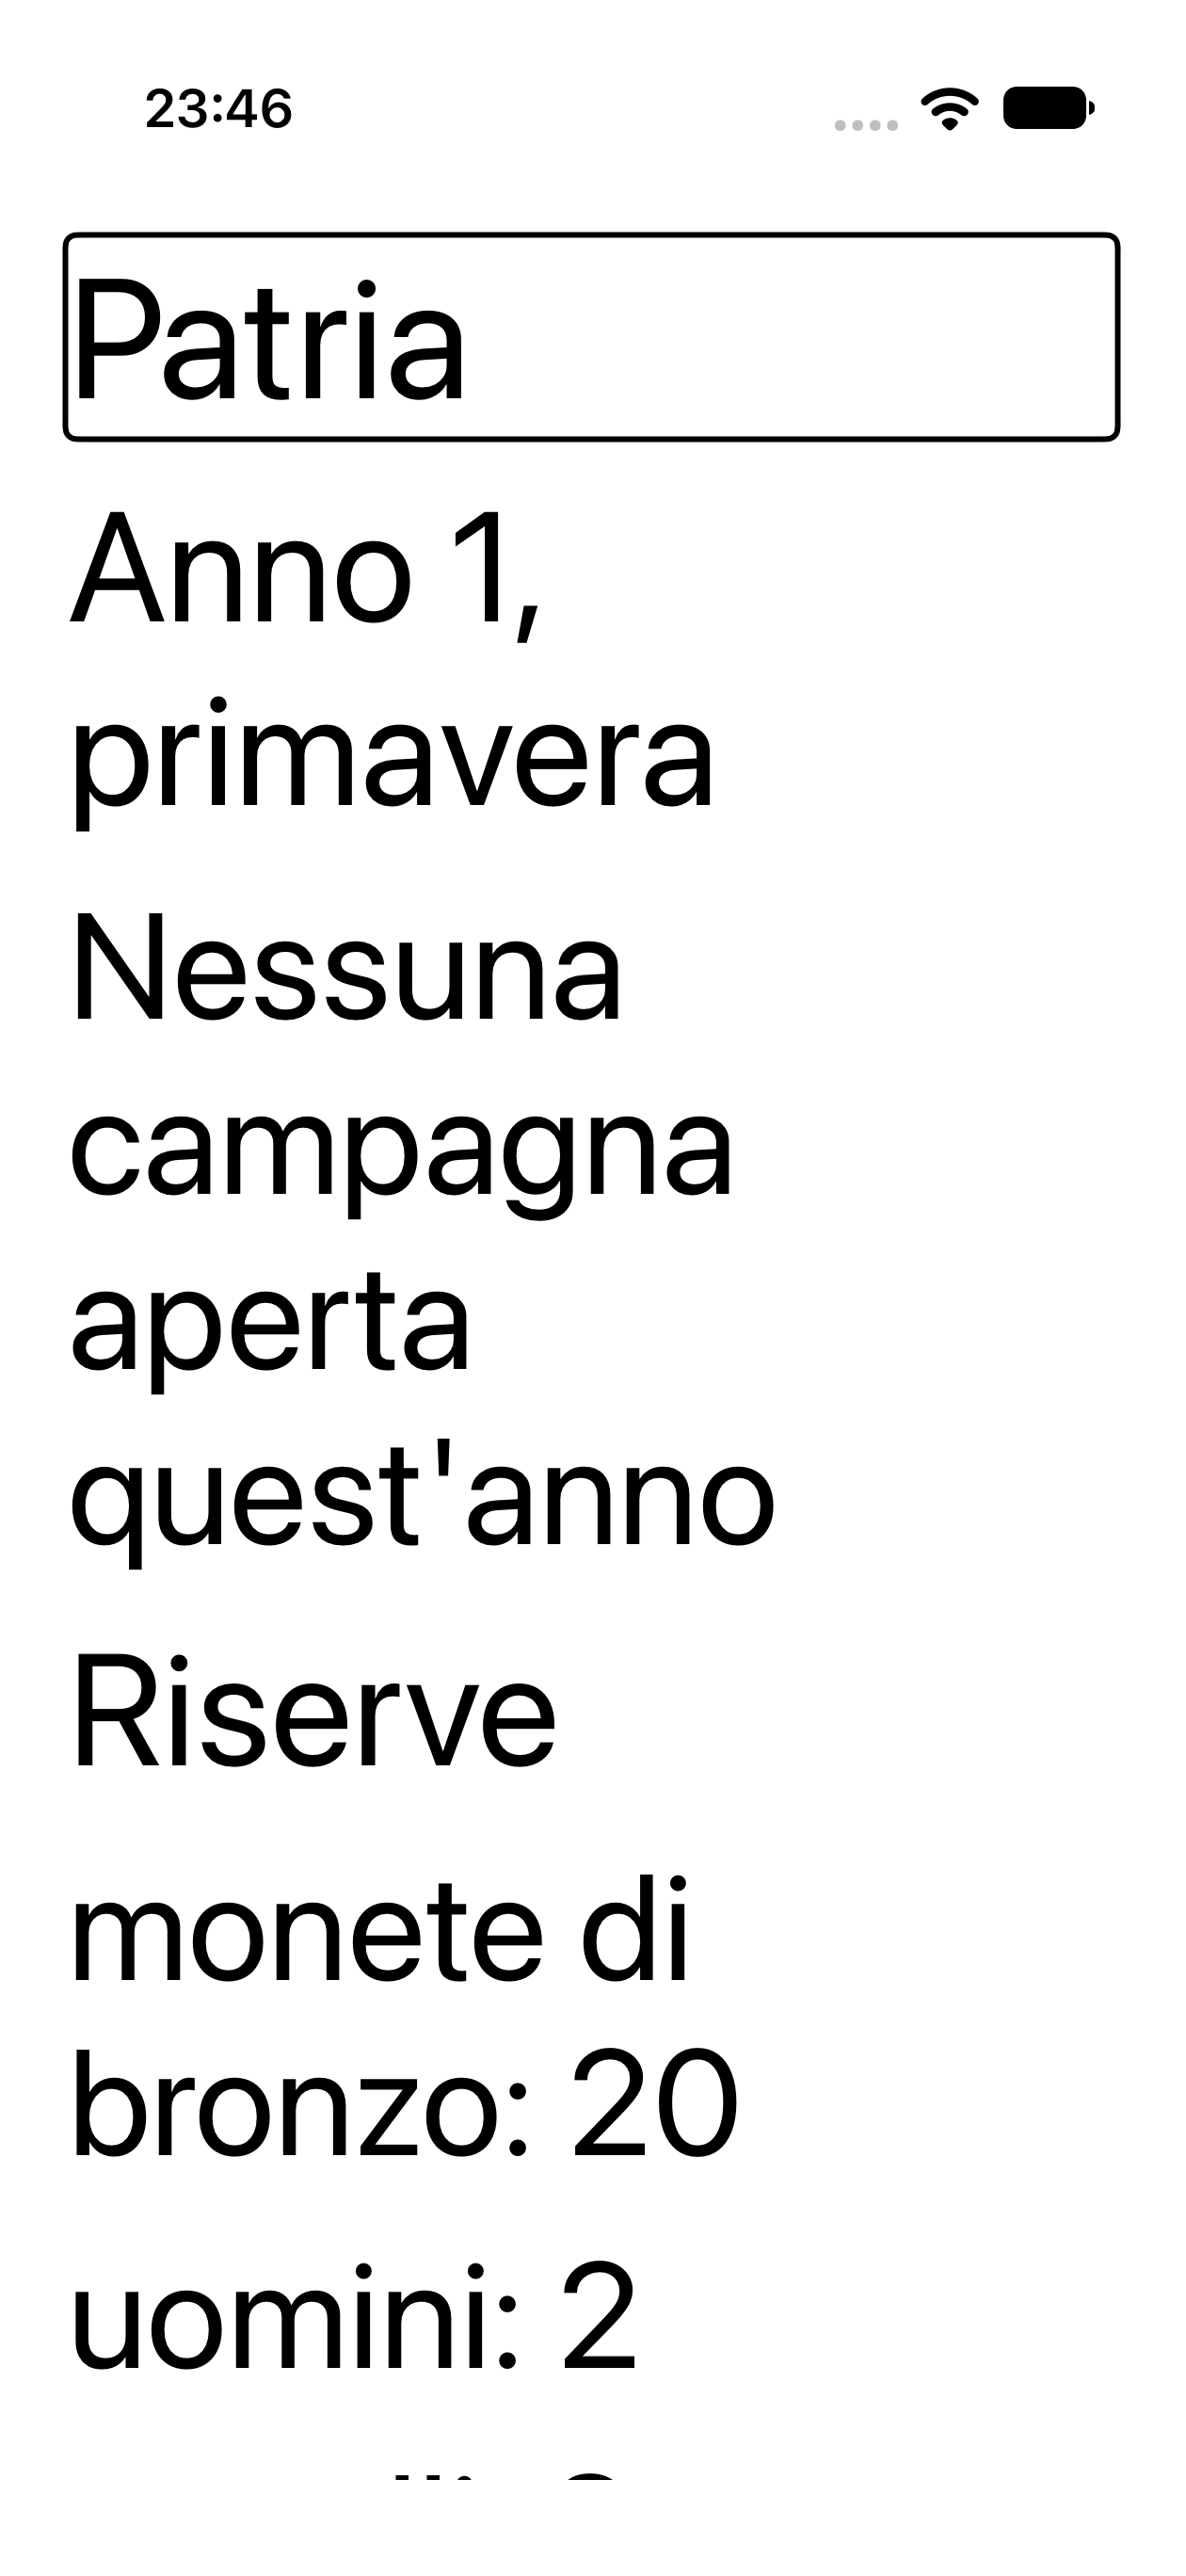 23:46
Patria
Anno 1,
primavera
Nessuna
campagna
aperta
quest'anno
Riserve
monete di
bronzo: 20
uomini: 2